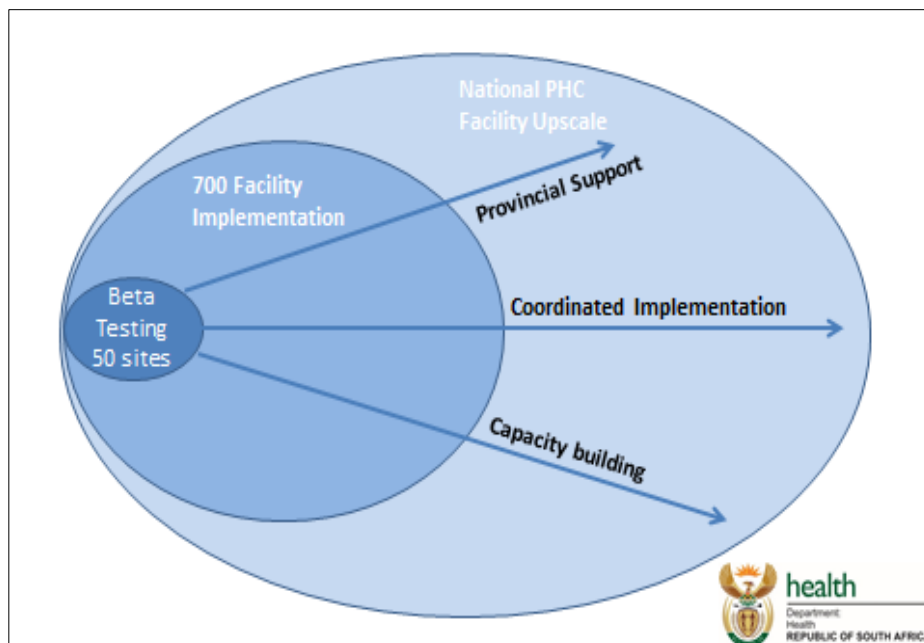 National PHC
Facility Upscale
700 Facility
Implementation
Provincial Support
Beta
Testing
50 sites
Coordinated Implementation
Capacity building
health
Department:
Health
REPUBLIC OF SOUTH AFRIC